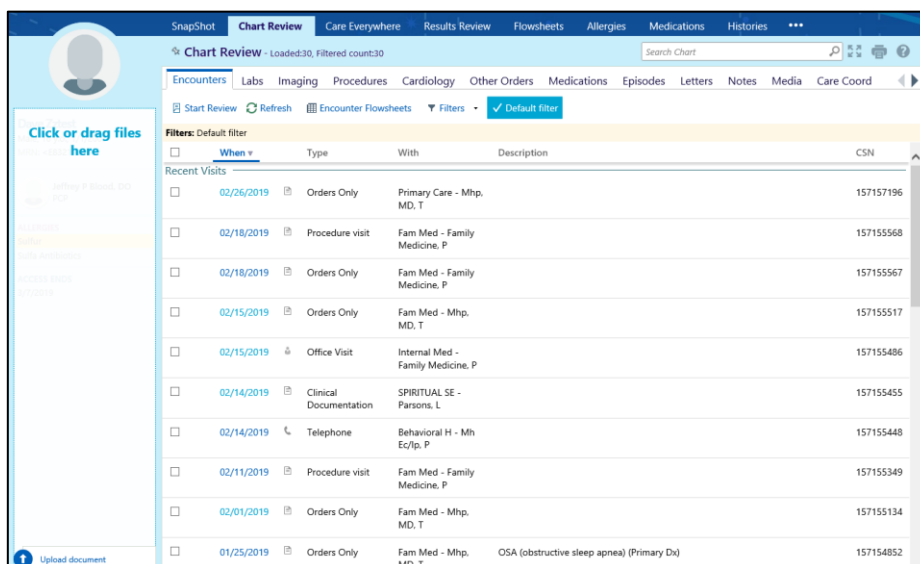 SnapShot Chart Review Care Everywhere Results Review Flowsheets Allergies Medications Histories •••
Chart Review - Loaded:30, Filtered count:30 Search Chart
Encounters Labs Imaging Procedures Cardiology Other Orders Medications Episodes Letters Notes Media Care Coord
Start Review Refresh Encounter Flowsheets Filters Default filter
Filters: Default filter
When Type With Description CSN
Recent Visits
02/26/2019 Orders Only Primary Care - Mhp, MD, T 157157196
02/18/2019 Procedure visit Fam Med - Family Medicine, P 157155568
02/18/2019 Orders Only Fam Med - Family Medicine, P 157155567
02/15/2019 Orders Only Fam Med - Mhp, MD, T 157155517
02/15/2019 Office Visit Internal Med - Family Medicine, P 157155486
02/14/2019 Clinical Documentation SPIRITUAL SE - Parsons, L 157155455
02/14/2019 Telephone Behavioral H - Mh Ec/Ip, P 157155448
02/11/2019 Procedure visit Fam Med - Family Medicine, P 157155349
02/01/2019 Orders Only Fam Med - Mhp, MD, T 157155134
01/25/2019 Orders Only Fam Med - Mhp, MD, T OSA (obstructive sleep apnea) (Primary Dx) 157154852
Click or drag files
here
Upload document